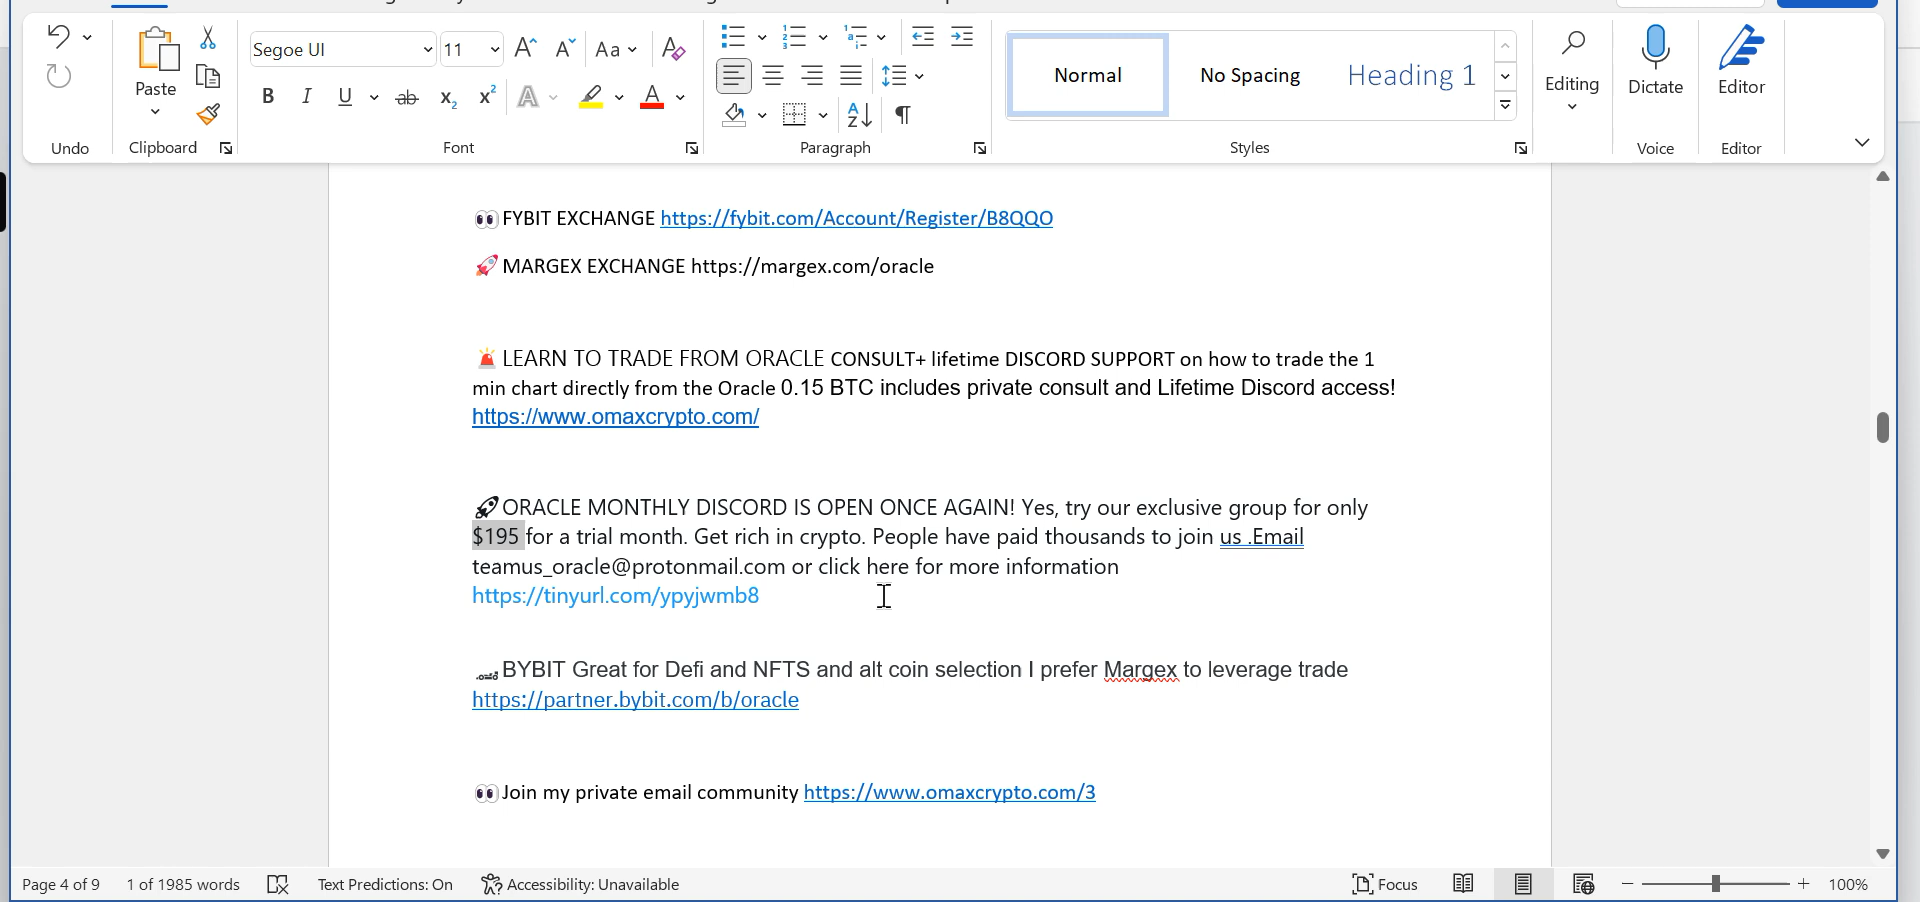 Paste
Undo
Clipboard
Segoe UI
11
Aa
B I U ab x₂ x² A A
Font
Paragraph
Normal
No Spacing
Heading 1
Styles
Editing
Dictate
Voice
Editor
Editor
👀FYBIT EXCHANGE https://fybit.com/Account/Register/B8QQO
🚀MARGEX EXCHANGE https://margex.com/oracle
🚨LEARN TO TRADE FROM ORACLE CONSULT+ lifetime DISCORD SUPPORT on how to trade the 1
min chart directly from the Oracle 0.15 BTC includes private consult and Lifetime Discord access!
https://www.omaxcrypto.com/
🚀ORACLE MONTHLY DISCORD IS OPEN ONCE AGAIN! Yes, try our exclusive group for only
$195 for a trial month. Get rich in crypto. People have paid thousands to join us .Email
teamus_oracle@protonmail.com or click here for more information
https://tinyurl.com/ypyjwmb8
BYBIT Great for Defi and NFTS and alt coin selection I prefer Margex to leverage trade
https://partner.bybit.com/b/oracle
👀Join my private email community https://www.omaxcrypto.com/3
Page 4 of 9
1 of 1985 words
Text Predictions: On
Accessibility: Unavailable
Focus
100%